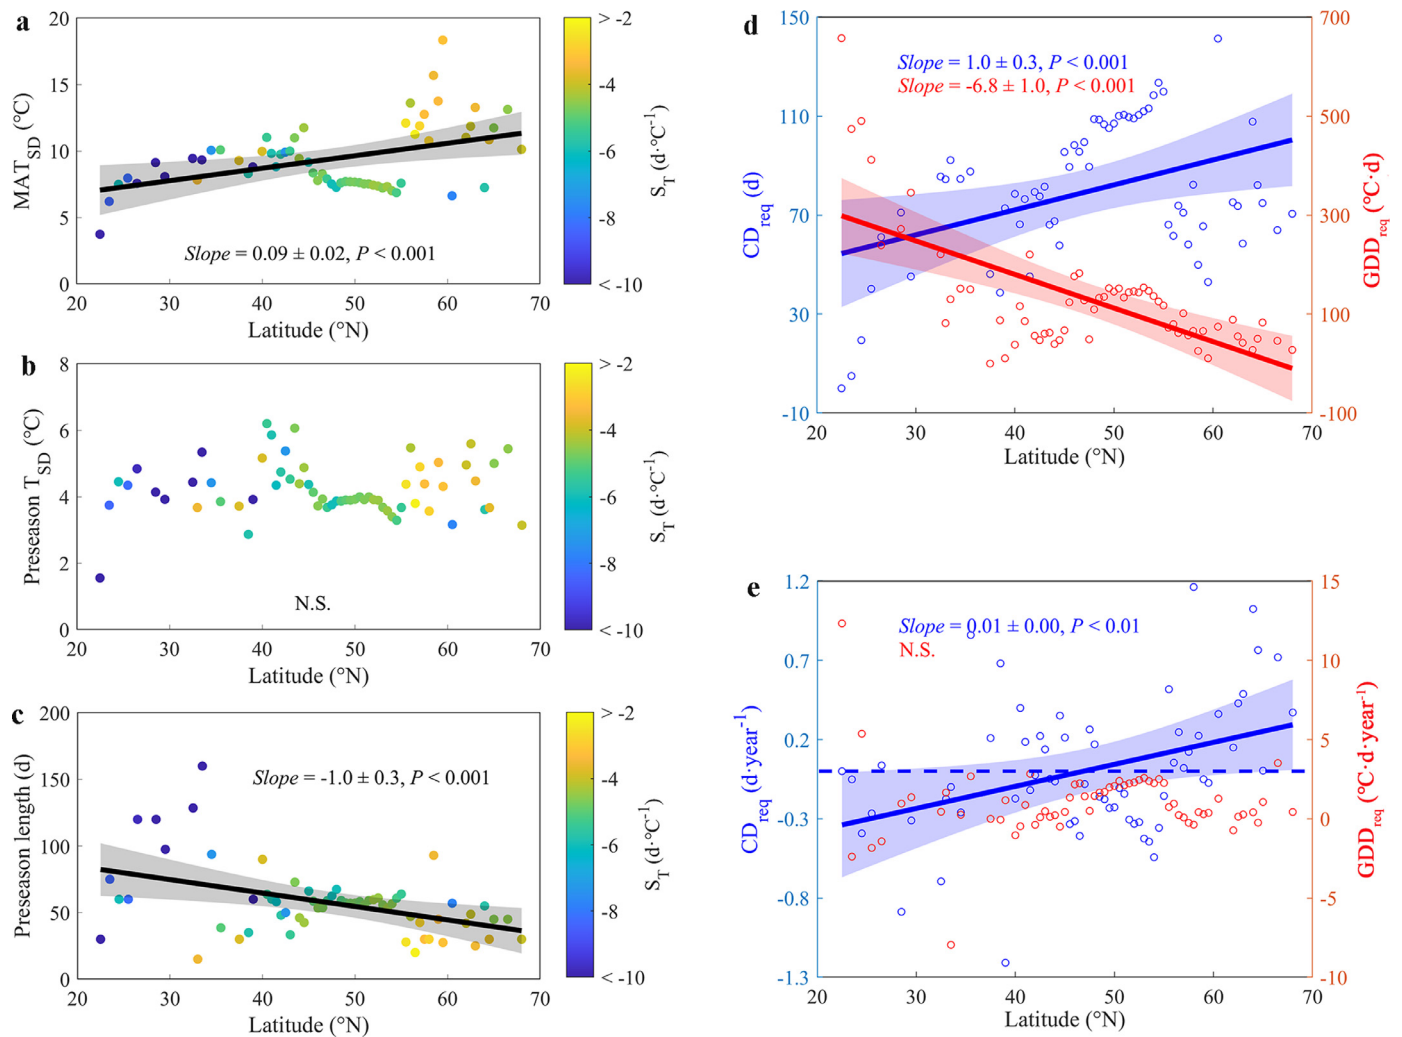 a
20
15
10
5
0
20 30 40 50 60 70
MAT_SD (°C)
Latitude (°N)
Slope = 0.09 ± 0.02, P < 0.001
> -2
-4
-6
-8
< -10
S_T (d·°C⁻¹)
b
8
6
4
2
0
20 30 40 50 60 70
Preseason T_SD (°C)
Latitude (°N)
N.S.
> -2
-4
-6
-8
< -10
S_T (d·°C⁻¹)
c
200
150
100
50
0
20 30 40 50 60 70
Preseason length (d)
Latitude (°N)
Slope = -1.0 ± 0.3, P < 0.001
> -2
-4
-6
-8
< -10
S_T (d·°C⁻¹)
d
150
110
70
30
-10
CD_req (d)
Slope = 1.0 ± 0.3, P < 0.001
Slope = -6.8 ± 1.0, P < 0.001
700
500
300
100
-100
GDD_req (°C·d)
20 30 40 50 60 70
Latitude (°N)
e
1.2
0.7
0.2
-0.3
-0.8
-1.3
CD_req (d·year⁻¹)
Slope = 0.01 ± 0.00, P < 0.01
N.S.
15
10
5
0
-5
-10
GDD_req (°C·d·year⁻¹)
20 30 40 50 60 70
Latitude (°N)